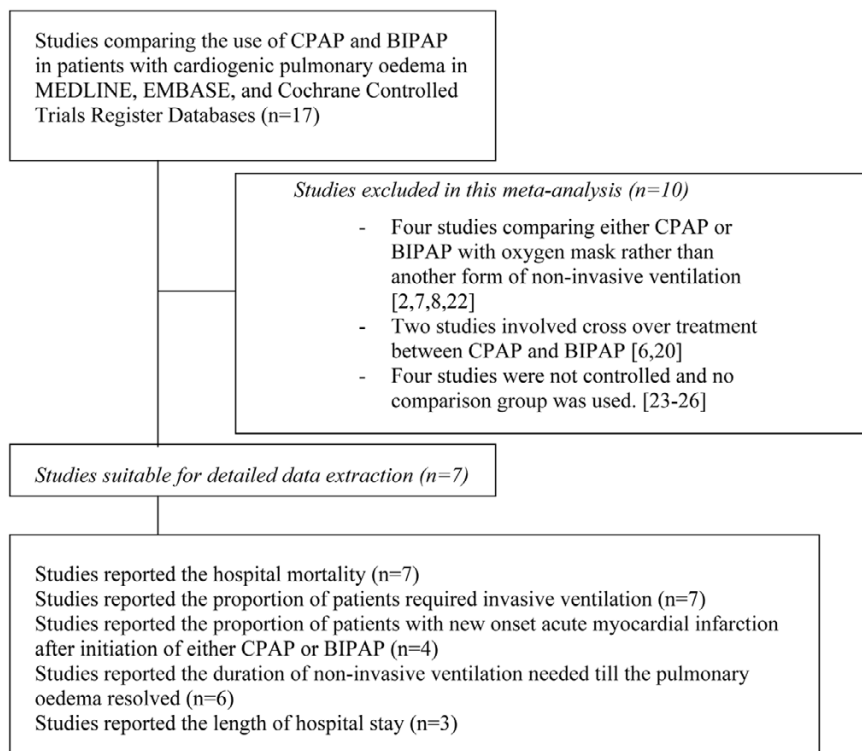 Studies comparing the use of CPAP and BIPAP
in patients with cardiogenic pulmonary oedema in
MEDLINE, EMBASE, and Cochrane Controlled
Trials Register Databases (n=17)
Studies excluded in this meta-analysis (n=10)
- Four studies comparing either CPAP or
BIPAP with oxygen mask rather than
another form of non-invasive ventilation
[2,7,8,22]
- Two studies involved cross over treatment
between CPAP and BIPAP [6,20]
- Four studies were not controlled and no
comparison group was used. [23-26]
Studies suitable for detailed data extraction (n=7)
Studies reported the hospital mortality (n=7)
Studies reported the proportion of patients required invasive ventilation (n=7)
Studies reported the proportion of patients with new onset acute myocardial infarction
after initiation of either CPAP or BIPAP (n=4)
Studies reported the duration of non-invasive ventilation needed till the pulmonary
oedema resolved (n=6)
Studies reported the length of hospital stay (n=3)